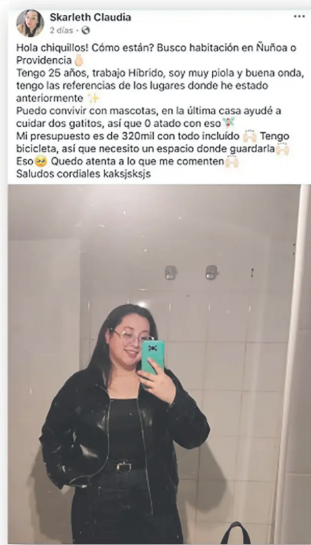 Skarleth Claudia
2 días ·
Hola chiquillos! Cómo están? Busco habitación en Ñuñoa o
Providencia👌🏻
Tengo 25 años, trabajo Híbrido, soy muy piola y buena onda,
tengo las referencias de los lugares donde he estado
anteriormente ✨
Puedo convivir con mascotas, en la última casa ayudé a
cuidar dos gatitos, así que 0 atado con eso🧚🏻
Mi presupuesto es de 320mil con todo incluído 🙌🏻 Tengo
bicicleta, así que necesito un espacio donde guardarla🙌🏻
Eso🥺 Quedo atenta a lo que me comenten🙌🏻
Saludos cordiales kaksjsksjs